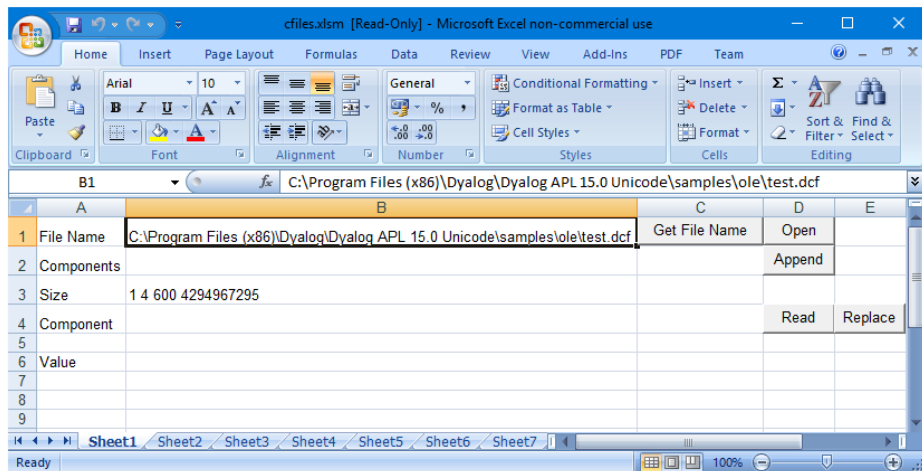 cfiles.xlsm [Read-Only] - Microsoft Excel non-commercial use
Home Insert Page Layout Formulas Data Review View Add-Ins PDF Team
Paste
Clipboard
Arial 10
B I U A A
A
Font
Alignment
General
% ,
.0 .00 .00 .0
Number
Conditional Formatting
Format as Table
Cell Styles
Styles
Insert
Delete
Format
Cells
Σ
Sort & Filter
Find & Select
Editing
B1 fx C:\Program Files (x86)\Dyalog\Dyalog APL 15.0 Unicode\samples\ole\test.dcf
A B C D E
1 File Name C:\Program Files (x86)\Dyalog\Dyalog APL 15.0 Unicode\samples\ole\test.dcf Get File Name Open
2 Components Append
3 Size 1 4 600 4294967295
4 Component Read Replace
5
6 Value
7
8
9
Sheet1 Sheet2 Sheet3 Sheet4 Sheet5 Sheet6 Sheet7
Ready 100%